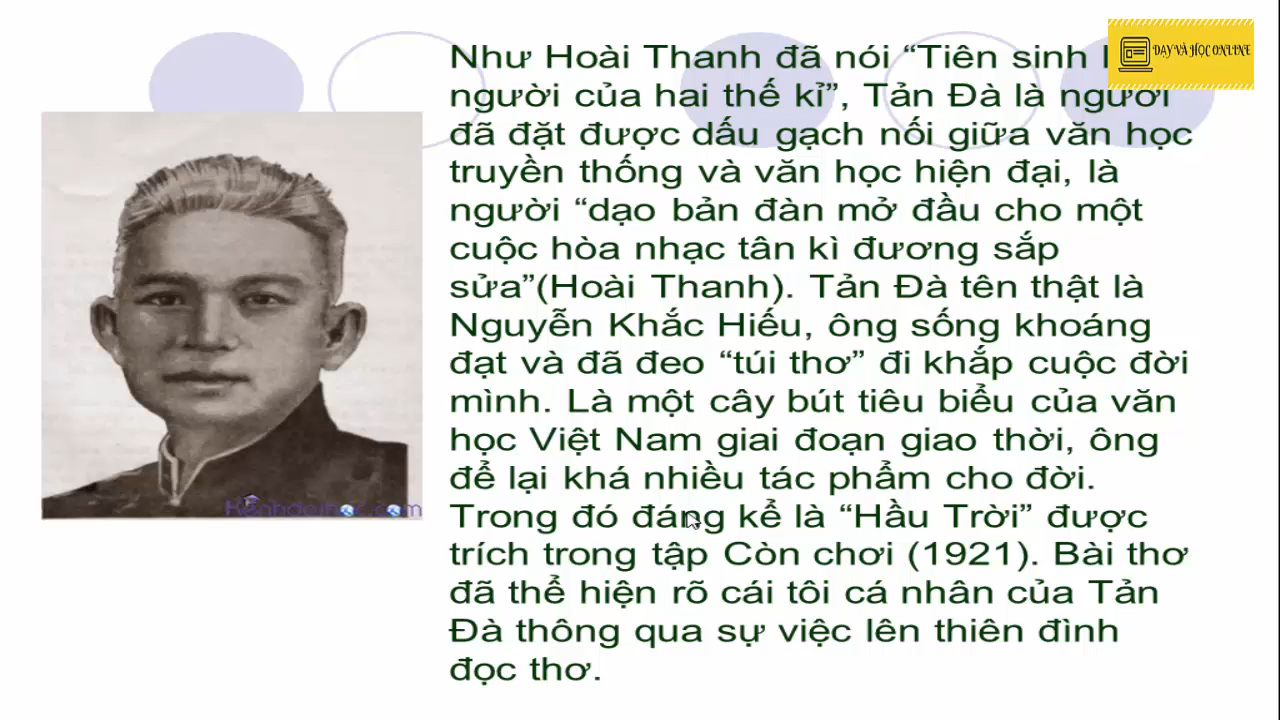 Như Hoài Thanh đã nói “Tiên sinh
DẠY VÀ HỌC ONLINE
người của hai thế kỉ”, Tản Đà là người
đã đặt được dấu gạch nối giữa văn học
truyền thống và văn học hiện đại, là
người “dạo bản đàn mở đầu cho một
cuộc hòa nhạc tân kì đương sắp
sửa”(Hoài Thanh). Tản Đà tên thật là
Nguyễn Khắc Hiếu, ông sống khoáng
đạt và đã đeo “túi thơ” đi khắp cuộc đời
mình. Là một cây bút tiêu biểu của văn
học Việt Nam giai đoạn giao thời, ông
để lại khá nhiều tác phẩm cho đời.
Trong đó đáng kể là “Hầu Trời” được
trích trong tập Còn chơi (1921). Bài thơ
đã thể hiện rõ cái tôi cá nhân của Tản
Đà thông qua sự việc lên thiên đình
đọc thơ.